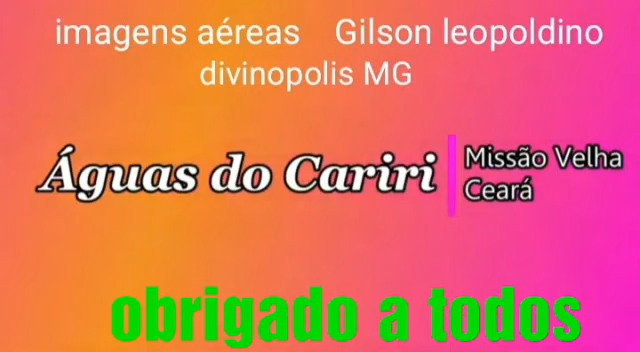 imagens aéreas Gilson leopoldino
divinopolis MG
Águas do Cariri
Missão Velha
Ceará
obrigado a todos